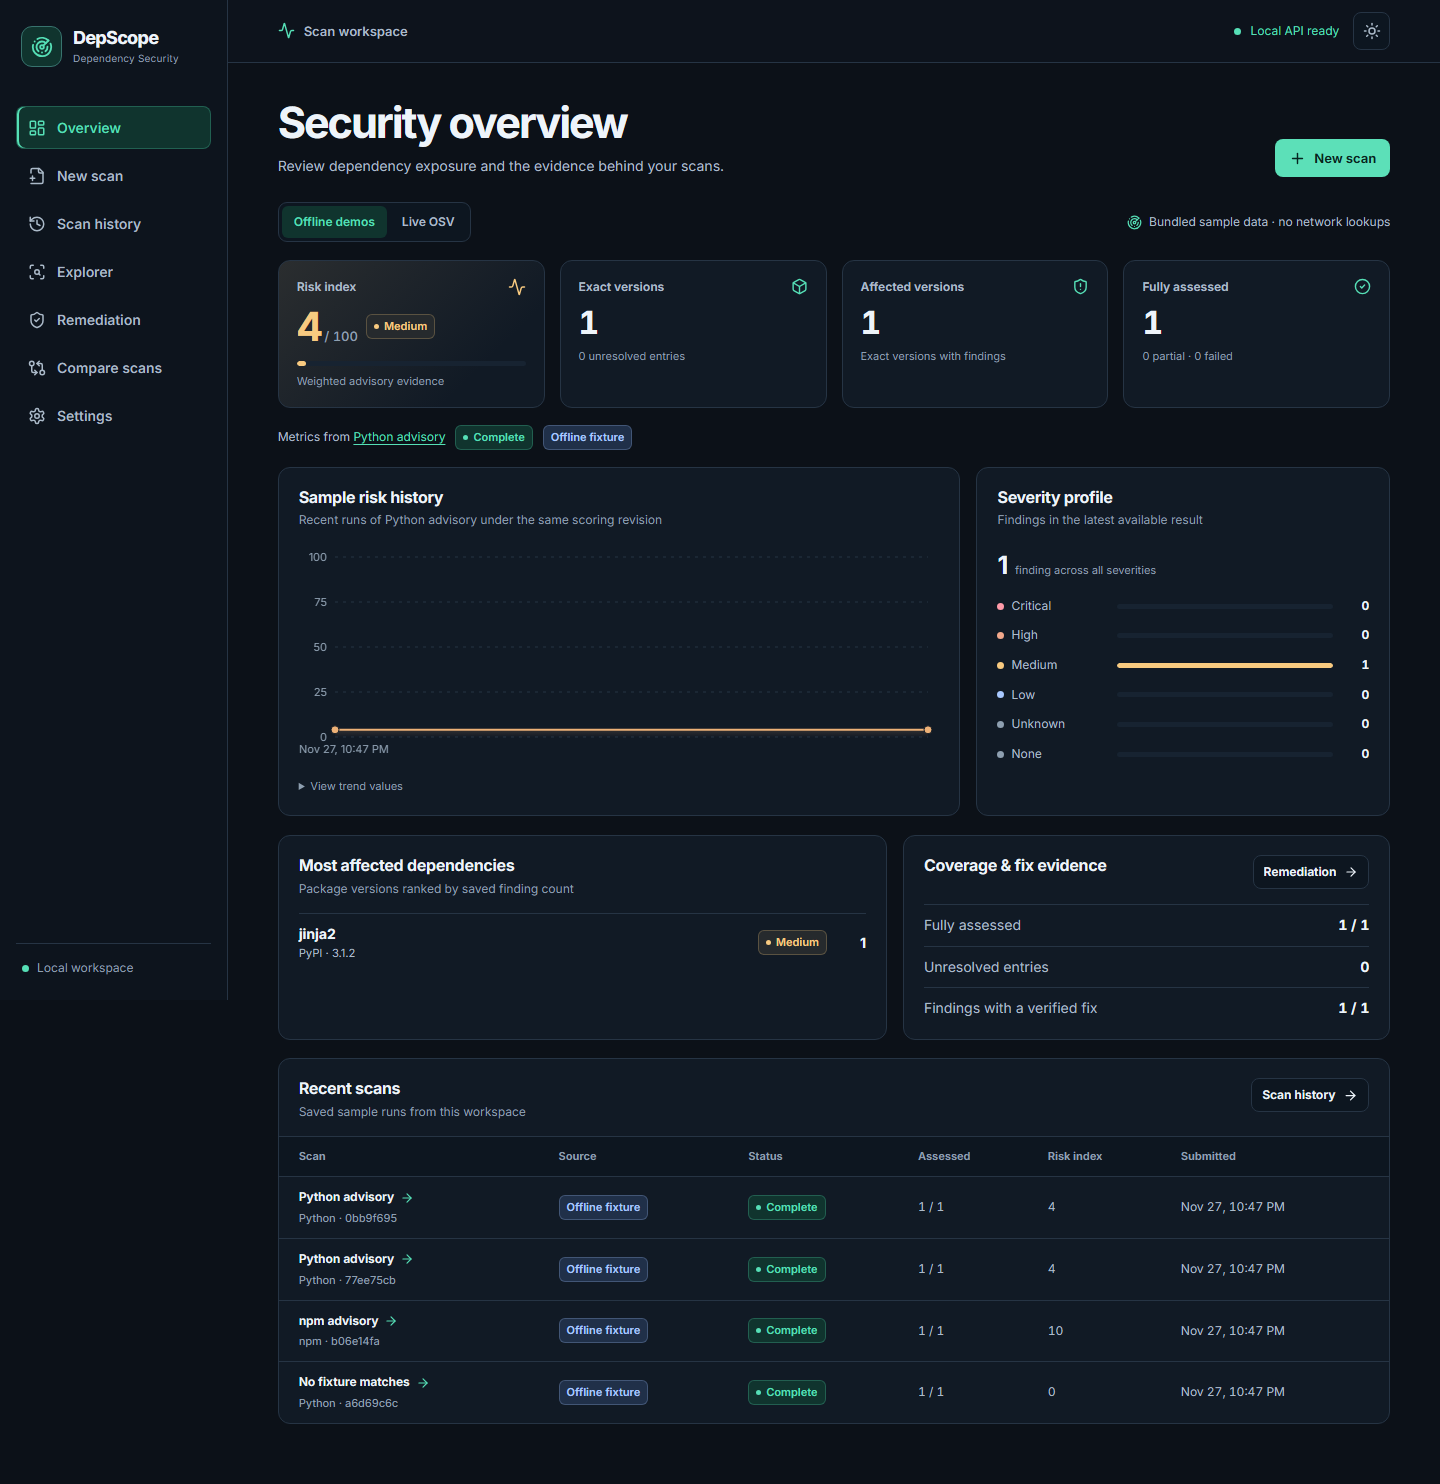 DepScope
Dependency Security
Overview
New scan
Scan history
Explorer
Remediation
Compare scans
Settings
Local workspace
Scan workspace
Local API ready
Security overview
Review dependency exposure and the evidence behind your scans.
New scan
Offline demos
Live OSV
Bundled sample data · no network lookups
Risk index
4 / 100
Medium
Weighted advisory evidence
Exact versions
1
0 unresolved entries
Affected versions
1
Exact versions with findings
Fully assessed
1
0 partial · 0 failed
Metrics from Python advisory
Complete
Offline fixture
Sample risk history
Recent runs of Python advisory under the same scoring revision
100
75
50
25
0
Nov 27, 10:47 PM
View trend values
Severity profile
Findings in the latest available result
1 finding across all severities
Critical 0
High 0
Medium 1
Low 0
Unknown 0
None 0
Most affected dependencies
Package versions ranked by saved finding count
jinja2
PyPI · 3.1.2
Medium 1
Coverage & fix evidence
Remediation
Fully assessed 1 / 1
Unresolved entries 0
Findings with a verified fix 1 / 1
Recent scans
Saved sample runs from this workspace
Scan history
Scan Source Status Assessed Risk index Submitted
Python advisory
Python · 0bb9f695
Offline fixture Complete 1 / 1 4 Nov 27, 10:47 PM
Python advisory
Python · 77ee75cb
Offline fixture Complete 1 / 1 4 Nov 27, 10:47 PM
npm advisory
npm · b06e14fa
Offline fixture Complete 1 / 1 10 Nov 27, 10:47 PM
No fixture matches
Python · a6d69c6c
Offline fixture Complete 1 / 1 0 Nov 27, 10:47 PM